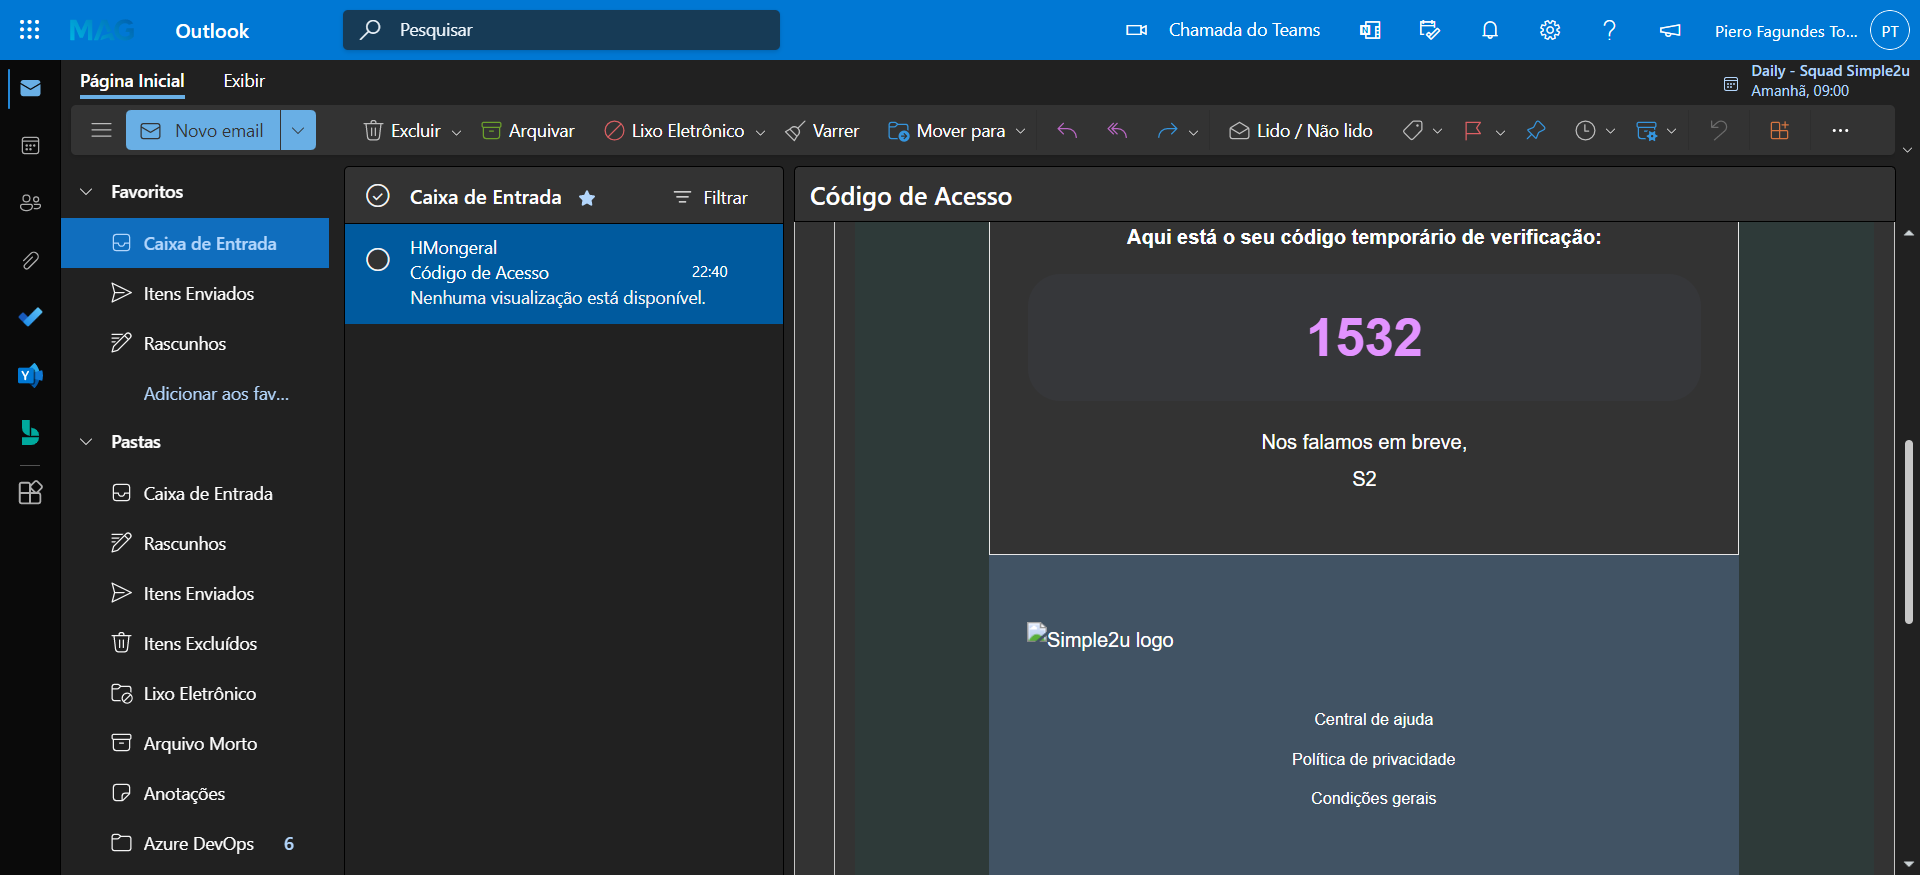 MAG
Outlook
Pesquisar
Chamada do Teams
Piero Fagundes To...
PT
Página Inicial
Exibir
Daily - Squad Simple2u
Amanhã, 09:00
Novo email
Excluir
Arquivar
Lixo Eletrônico
Varrer
Mover para
Lido / Não lido
Favoritos
Caixa de Entrada
Itens Enviados
Rascunhos
Adicionar aos fav...
Pastas
Caixa de Entrada
Rascunhos
Itens Enviados
Itens Excluídos
Lixo Eletrônico
Arquivo Morto
Anotações
Azure DevOps 6
Caixa de Entrada
Filtrar
HMongeral
Código de Acesso 22:40
Nenhuma visualização está disponível.
Código de Acesso
Aqui está o seu código temporário de verificação:
1532
Nos falamos em breve,
S2
Simple2u logo
Central de ajuda
Política de privacidade
Condições gerais